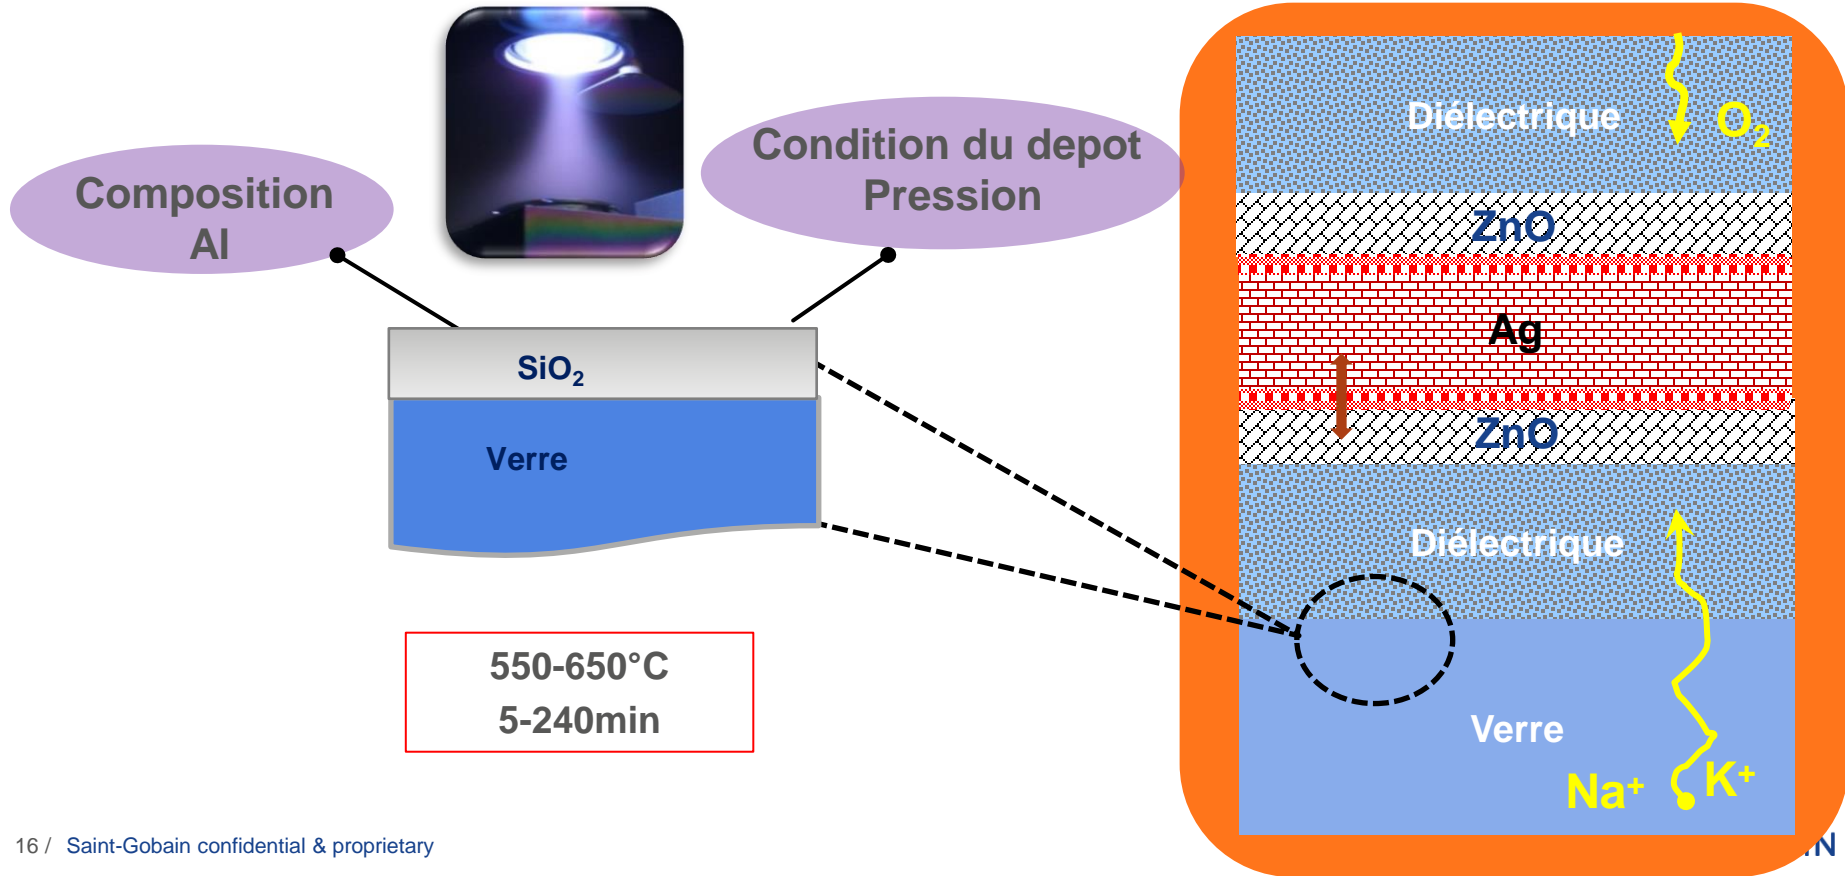 Composition
Al
Condition du depot
Pression
SiO₂
Verre
550-650°C
5-240min
Diélectrique
O₂
ZnO
Ag
ZnO
Diélectrique
Verre
Na⁺ K⁺
16 / Saint-Gobain confidential & proprietary